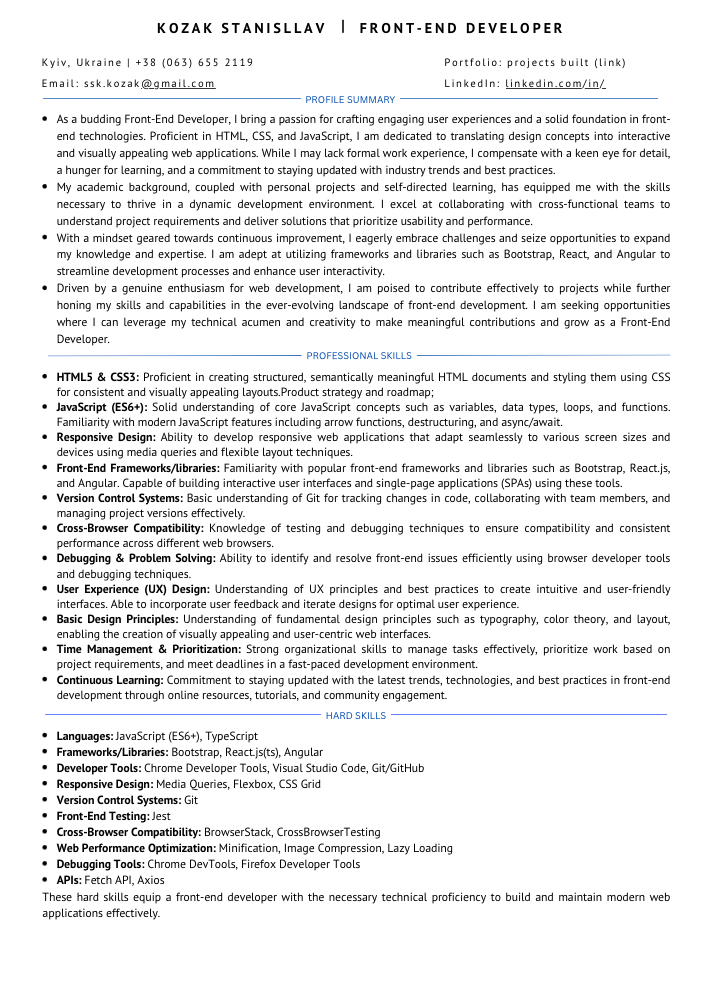 KOZAK STANISLLAV | FRONT-END DEVELOPER
Kyiv, Ukraine | +38 (063) 655 2119
Portfolio: projects built (link)
Email: ssk.kozak@gmail.com
LinkedIn: linkedin.com/in/
PROFILE SUMMARY
• As a budding Front-End Developer, I bring a passion for crafting engaging user experiences and a solid foundation in front-
end technologies. Proficient in HTML, CSS, and JavaScript, I am dedicated to translating design concepts into interactive
and visually appealing web applications. While I may lack formal work experience, I compensate with a keen eye for detail,
a hunger for learning, and a commitment to staying updated with industry trends and best practices.
• My academic background, coupled with personal projects and self-directed learning, has equipped me with the skills
necessary to thrive in a dynamic development environment. I excel at collaborating with cross-functional teams to
understand project requirements and deliver solutions that prioritize usability and performance.
• With a mindset geared towards continuous improvement, I eagerly embrace challenges and seize opportunities to expand
my knowledge and expertise. I am adept at utilizing frameworks and libraries such as Bootstrap, React, and Angular to
streamline development processes and enhance user interactivity.
• Driven by a genuine enthusiasm for web development, I am poised to contribute effectively to projects while further
honing my skills and capabilities in the ever-evolving landscape of front-end development. I am seeking opportunities
where I can leverage my technical acumen and creativity to make meaningful contributions and grow as a Front-End
Developer.
PROFESSIONAL SKILLS
• HTML5 & CSS3: Proficient in creating structured, semantically meaningful HTML documents and styling them using CSS
for consistent and visually appealing layouts.Product strategy and roadmap;
• JavaScript (ES6+): Solid understanding of core JavaScript concepts such as variables, data types, loops, and functions.
Familiarity with modern JavaScript features including arrow functions, destructuring, and async/await.
• Responsive Design: Ability to develop responsive web applications that adapt seamlessly to various screen sizes and
devices using media queries and flexible layout techniques.
• Front-End Frameworks/libraries: Familiarity with popular front-end frameworks and libraries such as Bootstrap, React.js,
and Angular. Capable of building interactive user interfaces and single-page applications (SPAs) using these tools.
• Version Control Systems: Basic understanding of Git for tracking changes in code, collaborating with team members, and
managing project versions effectively.
• Cross-Browser Compatibility: Knowledge of testing and debugging techniques to ensure compatibility and consistent
performance across different web browsers.
• Debugging & Problem Solving: Ability to identify and resolve front-end issues efficiently using browser developer tools
and debugging techniques.
• User Experience (UX) Design: Understanding of UX principles and best practices to create intuitive and user-friendly
interfaces. Able to incorporate user feedback and iterate designs for optimal user experience.
• Basic Design Principles: Understanding of fundamental design principles such as typography, color theory, and layout,
enabling the creation of visually appealing and user-centric web interfaces.
• Time Management & Prioritization: Strong organizational skills to manage tasks effectively, prioritize work based on
project requirements, and meet deadlines in a fast-paced development environment.
• Continuous Learning: Commitment to staying updated with the latest trends, technologies, and best practices in front-end
development through online resources, tutorials, and community engagement.
HARD SKILLS
• Languages: JavaScript (ES6+), TypeScript
• Frameworks/Libraries: Bootstrap, React.js(ts), Angular
• Developer Tools: Chrome Developer Tools, Visual Studio Code, Git/GitHub
• Responsive Design: Media Queries, Flexbox, CSS Grid
• Version Control Systems: Git
• Front-End Testing: Jest
• Cross-Browser Compatibility: BrowserStack, CrossBrowserTesting
• Web Performance Optimization: Minification, Image Compression, Lazy Loading
• Debugging Tools: Chrome DevTools, Firefox Developer Tools
• APIs: Fetch API, Axios
These hard skills equip a front-end developer with the necessary technical proficiency to build and maintain modern web
applications effectively.